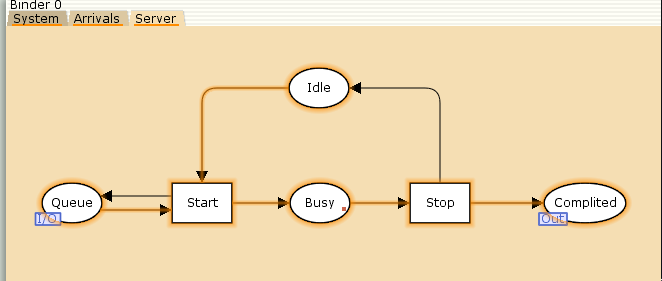 Binder 0
System Arrivals Server
Idle
Queue
I/O
Start
Busy
Stop
Complited
Out